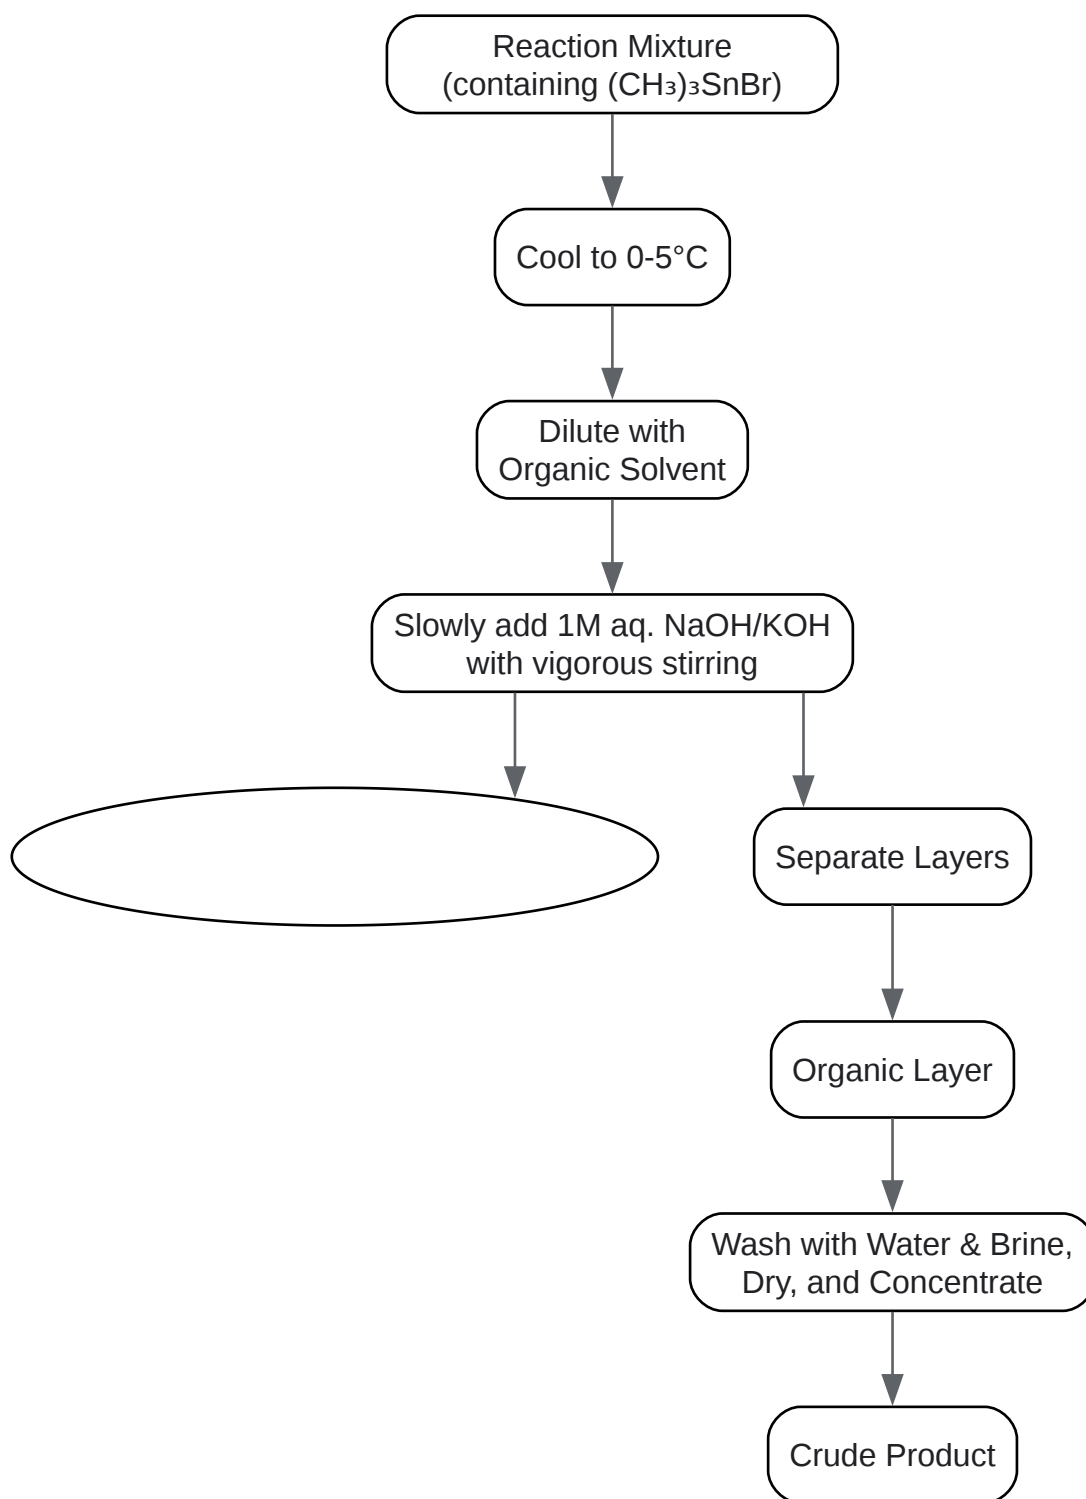 Reaction Mixture
(containing (CH₃)₃SnBr)
Cool to 0-5°C
Dilute with
Organic Solvent
Slowly add 1M aq. NaOH/KOH
with vigorous stirring
Separate Layers
Organic Layer
Wash with Water & Brine,
Dry, and Concentrate
Crude Product